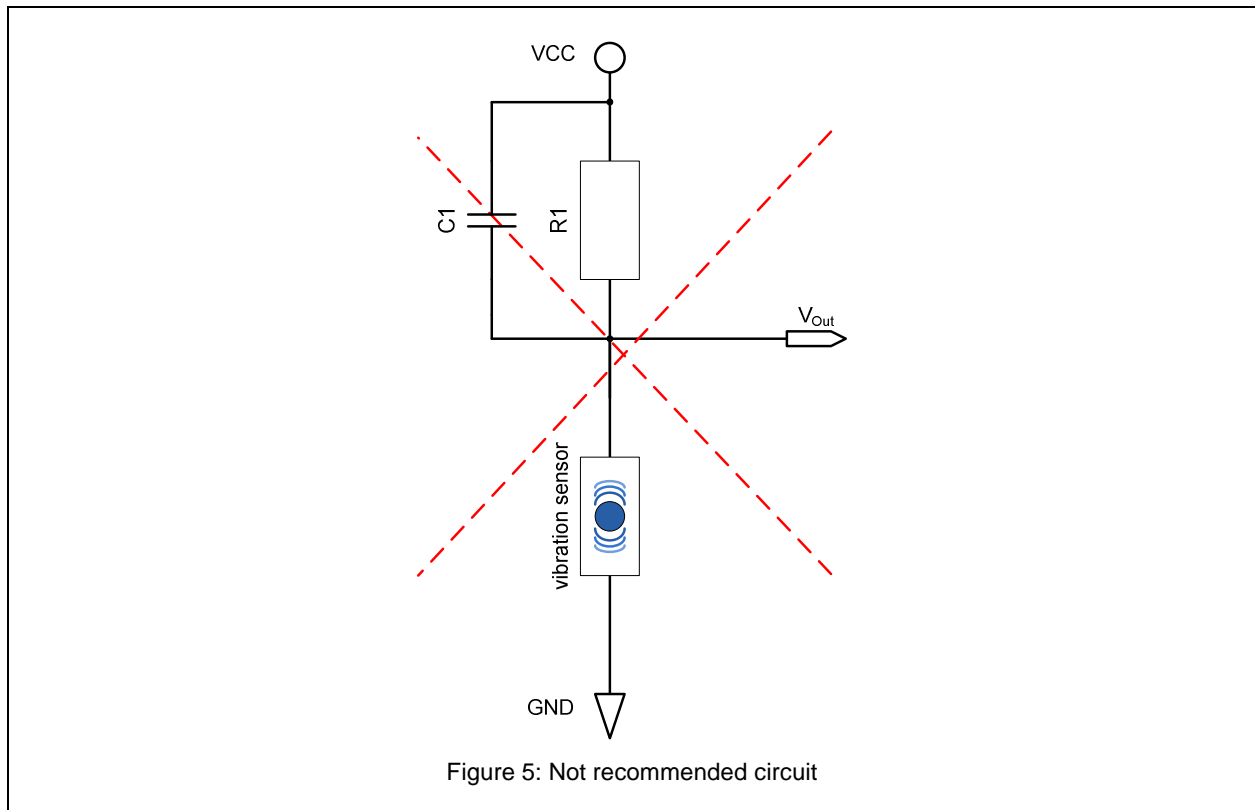 VCC
C1
R1
VOut
vibration sensor
GND
Figure 5: Not recommended circuit